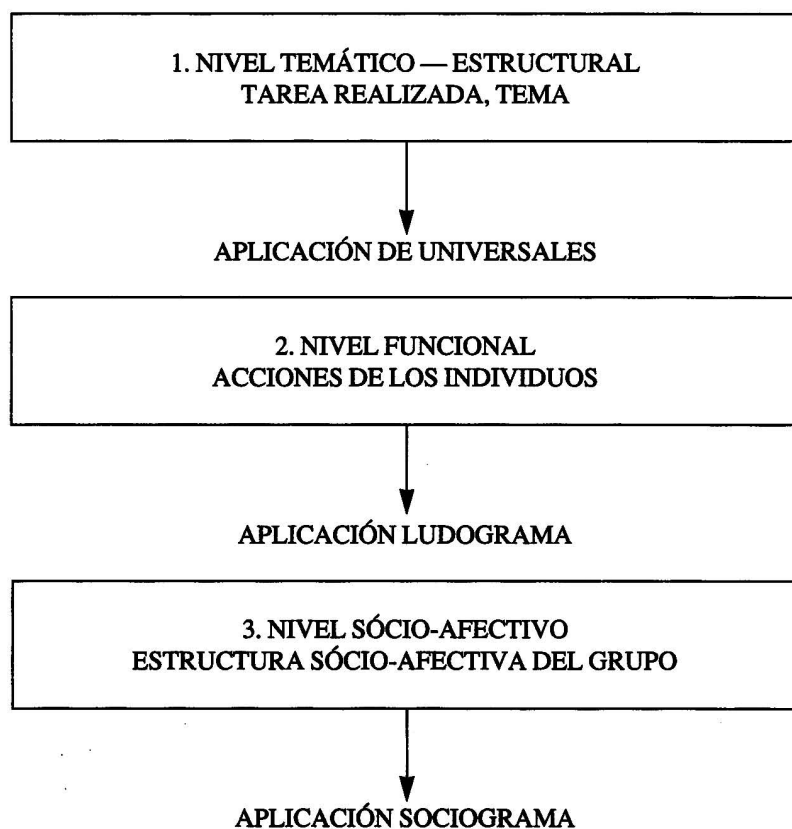 1. NIVEL TEMÁTICO — ESTRUCTURAL
TAREA REALIZADA, TEMA
APLICACIÓN DE UNIVERSALES
2. NIVEL FUNCIONAL
ACCIONES DE LOS INDIVIDUOS
APLICACIÓN LUDOGRAMA
3. NIVEL SÓCIO-AFECTIVO
ESTRUCTURA SÓCIO-AFECTIVA DEL GRUPO
APLICACIÓN SOCIOGRAMA